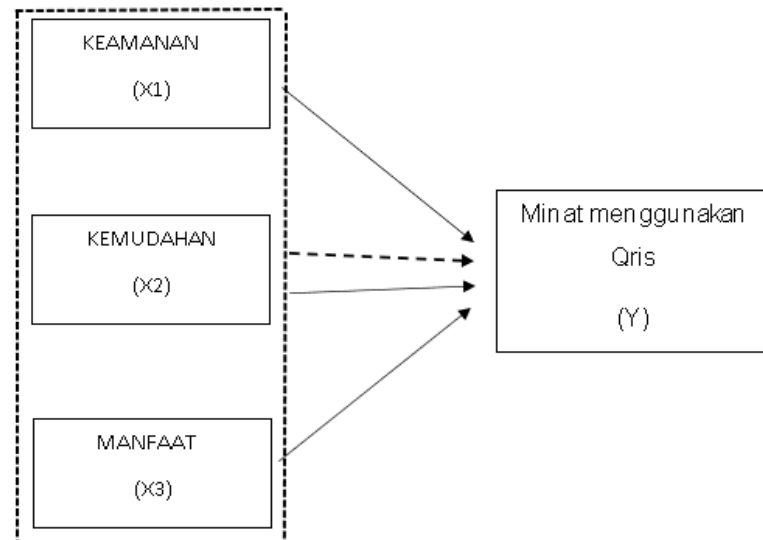 KEAMANAN
(X1)
KEMUDAHAN
(X2)
MANFAAT
(X3)
Minat menggunakan
Qris
(Y)